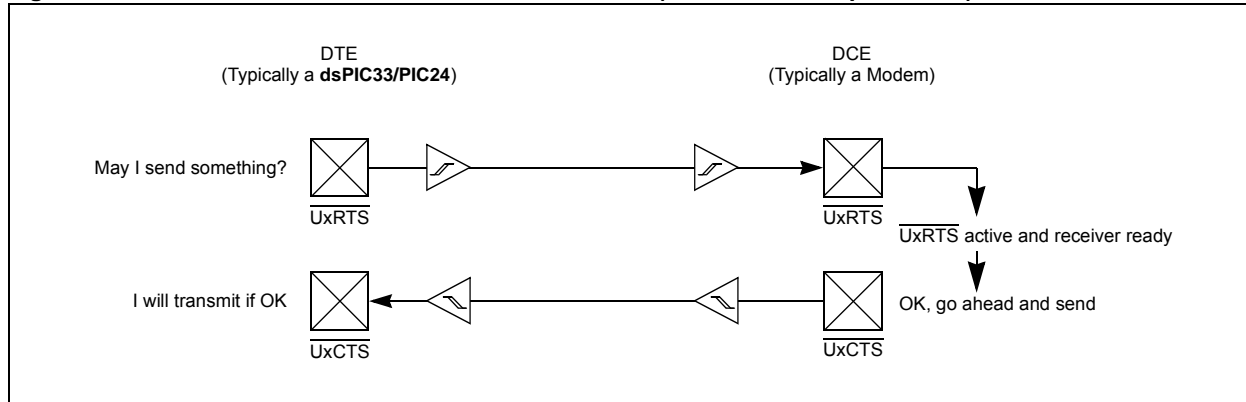 DTE
(Typically a dsPIC33/PIC24)
DCE
(Typically a Modem)
May I send something?
UxRTS
UxRTS
UxRTS active and receiver ready
I will transmit if OK
OK, go ahead and send
UxCTS
UxCTS